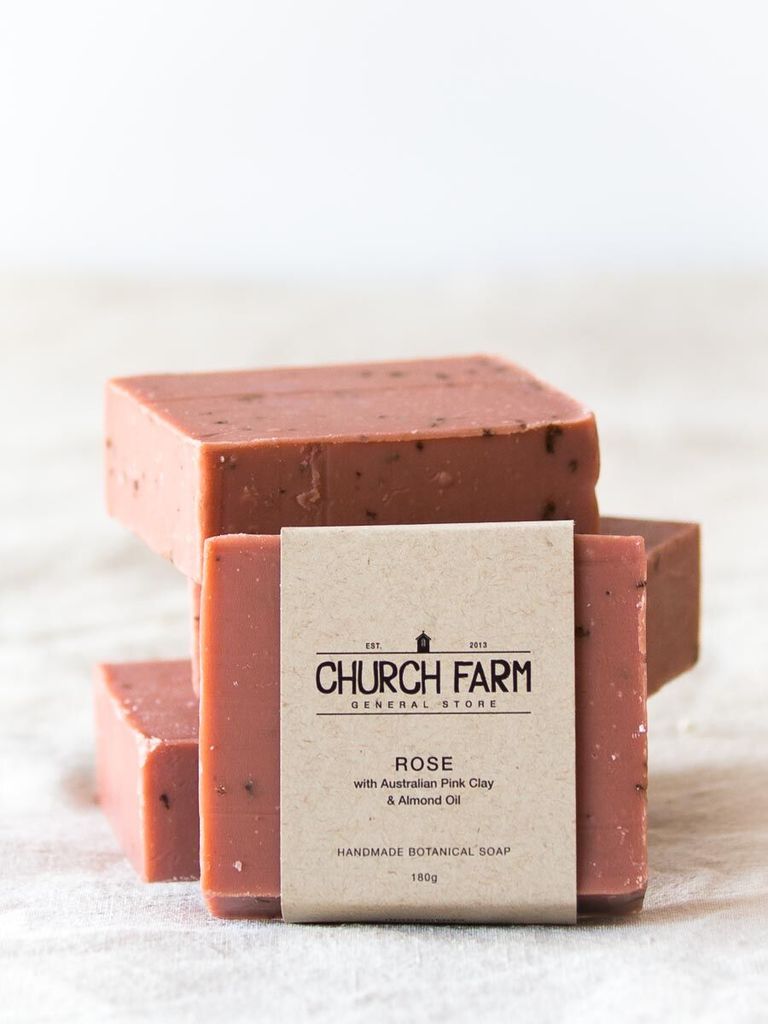 EST. 2013
CHURCH FARM
GENERAL STORE
ROSE
with Australian Pink Clay
& Almond Oil
HANDMADE BOTANICAL SOAP
180g